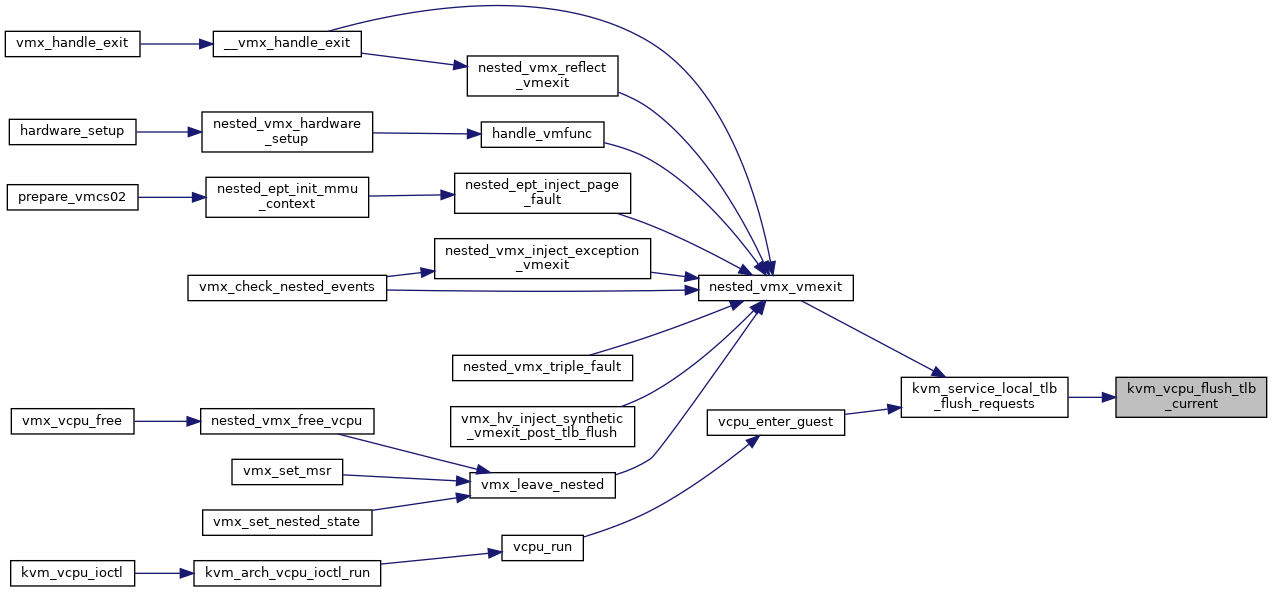 vmx_handle_exit
__vmx_handle_exit
nested_vmx_reflect
_vmexit
hardware_setup
nested_vmx_hardware
_setup
handle_vmfunc
prepare_vmcs02
nested_ept_init_mmu
_context
nested_ept_inject_page
_fault
nested_vmx_inject_exception
_vmexit
vmx_check_nested_events
nested_vmx_vmexit
nested_vmx_triple_fault
kvm_service_local_tlb
_flush_requests
kvm_vcpu_flush_tlb
_current
vmx_vcpu_free
nested_vmx_free_vcpu
vmx_hv_inject_synthetic
_vmexit_post_tlb_flush
vcpu_enter_guest
vmx_set_msr
vmx_leave_nested
vmx_set_nested_state
vcpu_run
kvm_vcpu_ioctl
kvm_arch_vcpu_ioctl_run